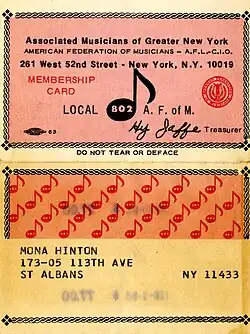 Associated Musicians of Greater New York
AMERICAN FEDERATION OF MUSICIANS – A.F.L.-C.I.O.
261 West 52nd Street - New York, N.Y. 10019
MEMBERSHIP
CARD
LOCAL 802 A. F. of M.
63 Hy Jaffe Treasurer
DO NOT TEAR OR DEFACE
MONA HINTON
173-05 113TH AVE
ST ALBANS NY 11433